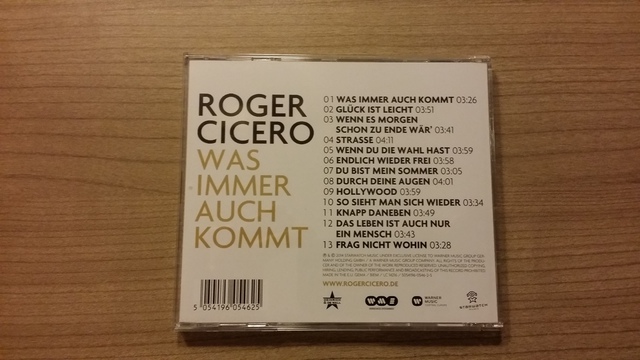 ROGER
CICERO
WAS
IMMER
AUCH
KOMMT
01 WAS IMMER AUCH KOMMT 03:26
02 GLÜCK IST LEICHT 03:51
03 WENN ES MORGEN
SCHON ZU ENDE WÄR' 03:41
04 STRASSE 04:11
05 WENN DU DIE WAHL HAST 03:59
06 ENDLICH WIEDER FREI 03:58
07 DU BIST MEIN SOMMER 03:05
08 DURCH DEINE AUGEN 04:01
09 HOLLYWOOD 03:59
10 SO SIEHT MAN SICH WIEDER 03:34
11 KNAPP DANEBEN 03:49
12 DAS LEBEN IST AUCH NUR
EIN MENSCH 03:43
13 FRAG NICHT WOHIN 03:28
WWW.ROGERCICERO.DE
5 054196 054625
WARNER
MUSIC
STARWATCH